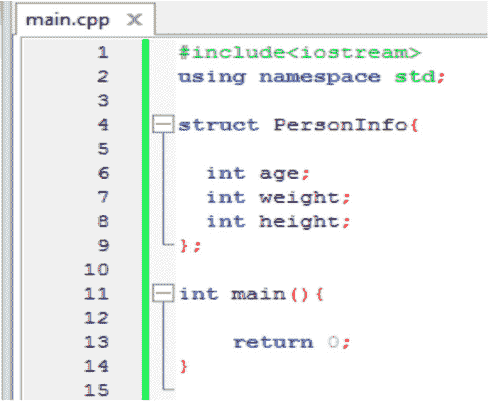 main.cpp
1 #include<iostream>
2 using namespace std;
3
4 struct PersonInfo{
5
6 int age;
7 int weight;
8 int height;
9 };
10
11 int main(){
12
13 return 0;
14 }
15